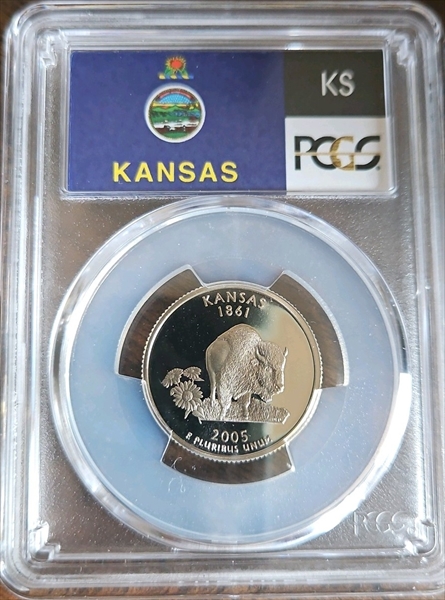 KS
KANSAS
PCGS
KANSAS
1861
2005
E PLURIBUS UNUM
PCGS